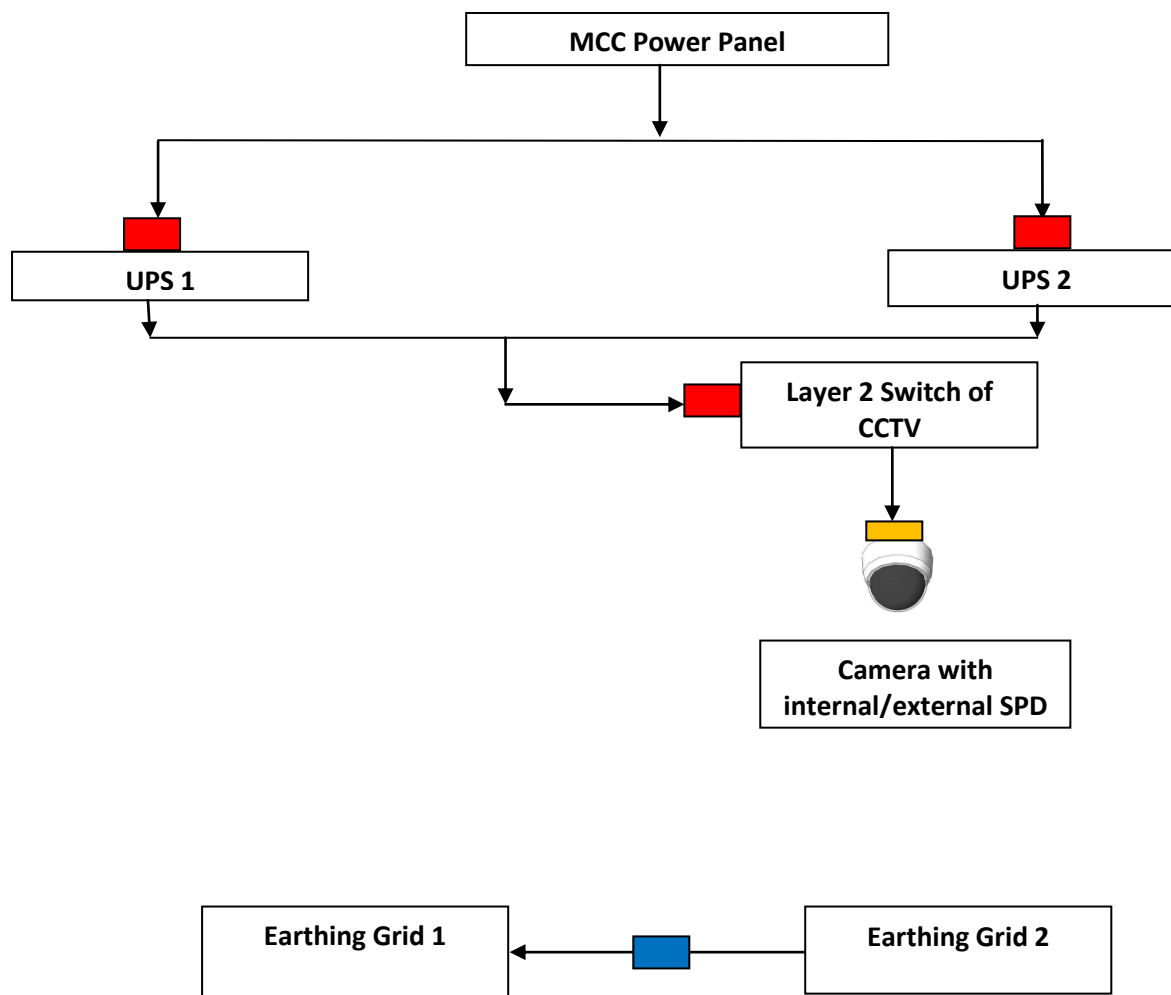 MCC Power Panel
UPS 1
UPS 2
Layer 2 Switch of
CCTV
Camera with
internal/external SPD
Earthing Grid 1
Earthing Grid 2